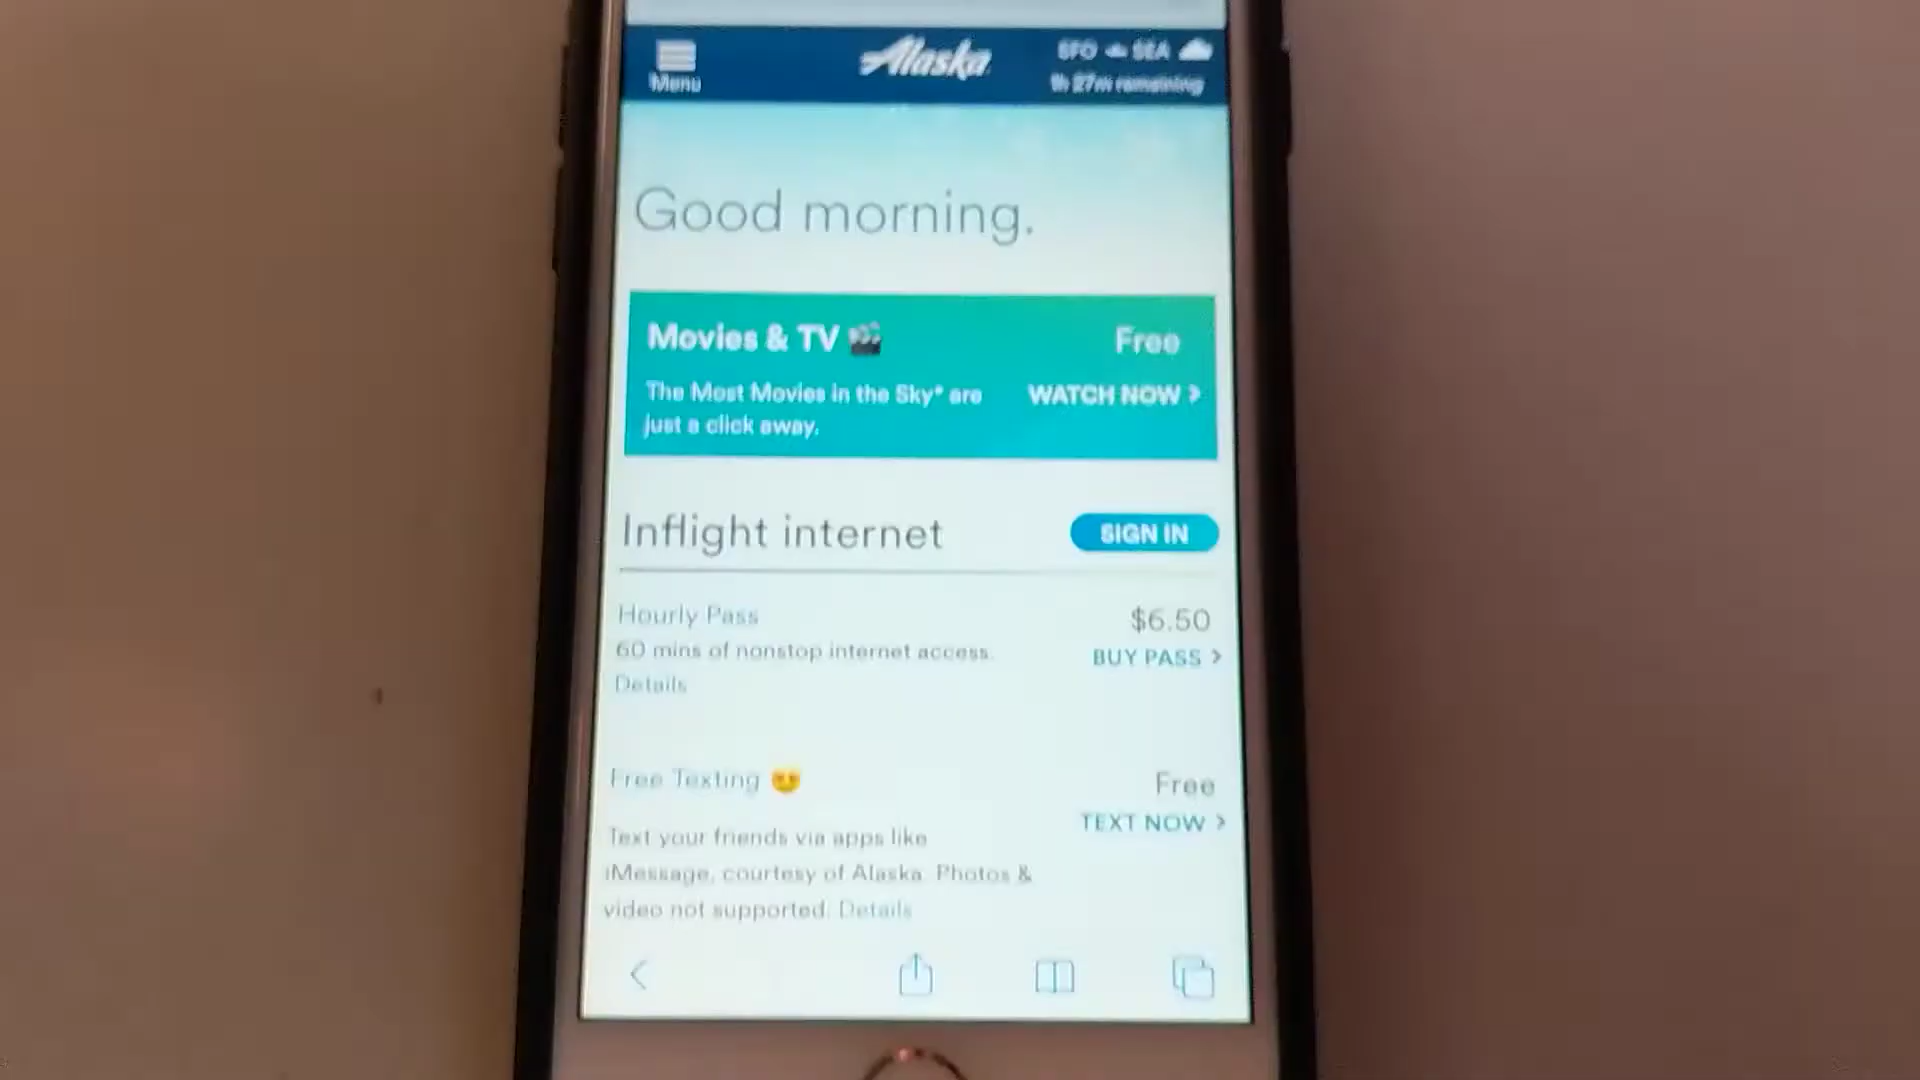 Menu
Alaska
SFO SEA
1h 27m remaining
Good morning.
Movies & TV
Free
The Most Movies in the Sky* are
just a click away.
WATCH NOW >
Inflight internet
SIGN IN
Hourly Pass
$6.50
60 mins of nonstop internet access.
BUY PASS >
Details
Free Texting
Free
TEXT NOW >
Text your friends via apps like
iMessage, courtesy of Alaska. Photos &
video not supported. Details